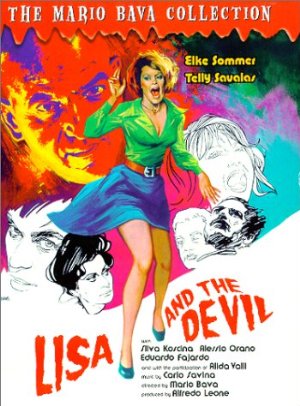 THE MARIO BAVA COLLECTION
Elke Sommer
Telly Savalas
LISA
AND THE DEVIL
with
Silva Koscina Alessio Orano
Eduardo Fajardo
and with the participation of Alida Valli
music by Carlo Savina
directed by Mario Bava
produced by Alfredo Leone